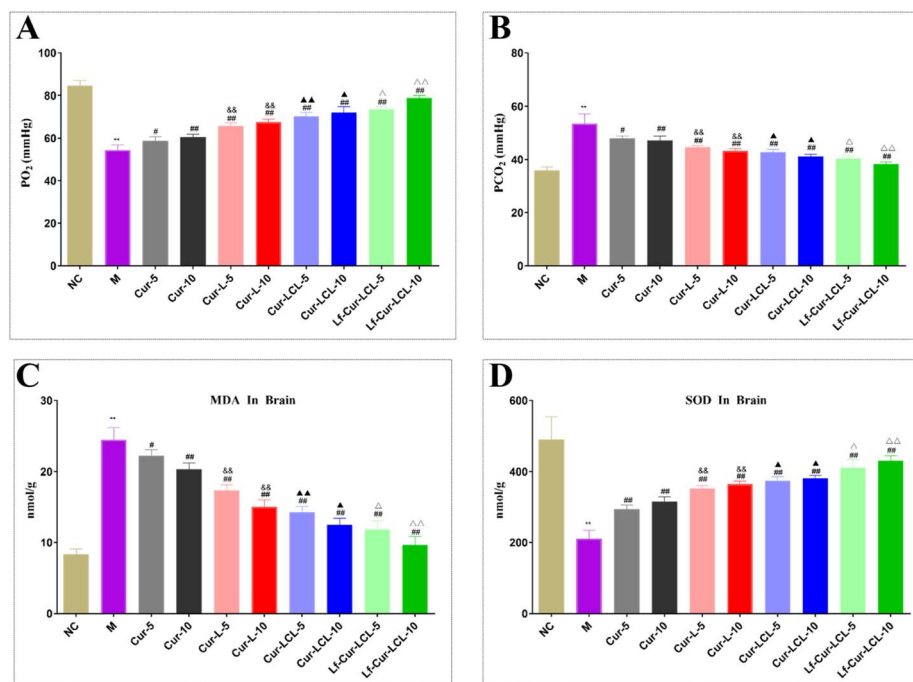 A
PO₂ (mmHg)
100
80
60
40
20
0
**
#
##
&&
##
&&
##
▲▲
##
▲
##
△
##
△△
##
NC
M
Cur-5
Cur-10
Cur-L-5
Cur-L-10
Cur-LCL-5
Cur-LCL-10
Lf-Cur-LCL-5
Lf-Cur-LCL-10
B
PCO₂ (mmHg)
80
60
40
20
0
**
#
##
&&
##
&&
##
▲
##
▲
##
△
##
△△
##
NC
M
Cur-5
Cur-10
Cur-L-5
Cur-L-10
Cur-LCL-5
Cur-LCL-10
Lf-Cur-LCL-5
Lf-Cur-LCL-10
C
MDA In Brain
nmol/g
30
20
10
0
**
#
##
&&
##
&&
##
▲▲
##
▲
##
△
##
△△
##
NC
M
Cur-5
Cur-10
Cur-L-5
Cur-L-10
Cur-LCL-5
Cur-LCL-10
Lf-Cur-LCL-5
Lf-Cur-LCL-10
D
SOD In Brain
nmol/g
600
400
200
0
**
##
##
&&
##
&&
##
▲
##
▲
##
△
##
△△
##
NC
M
Cur-5
Cur-10
Cur-L-5
Cur-L-10
Cur-LCL-5
Cur-LCL-10
Lf-Cur-LCL-5
Lf-Cur-LCL-10